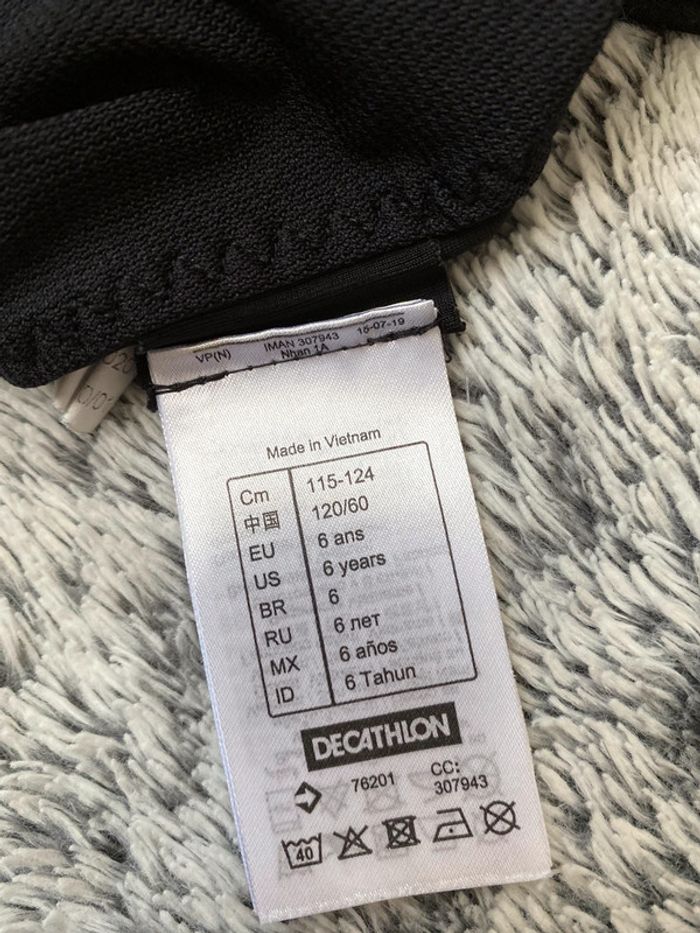 VP(N) IMAN 307943 16-07-19
Nhan 1A
Made in Vietnam
Cm 115-124
中国 120/60
EU 6 ans
US 6 years
BR 6
RU 6 лет
MX 6 años
ID 6 Tahun
DECATHLON
76201 CC:
307943
40